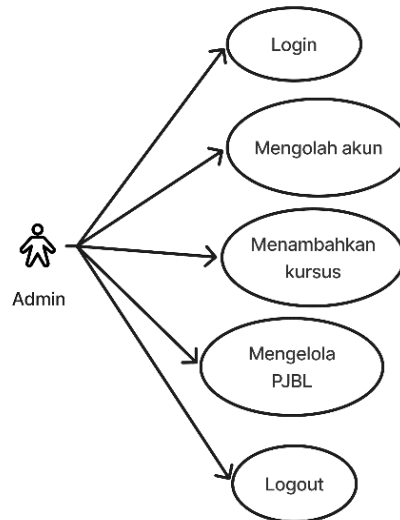 Login
Mengolah akun
Menambahkan
kursus
Admin
Mengelola
PJBL
Logout